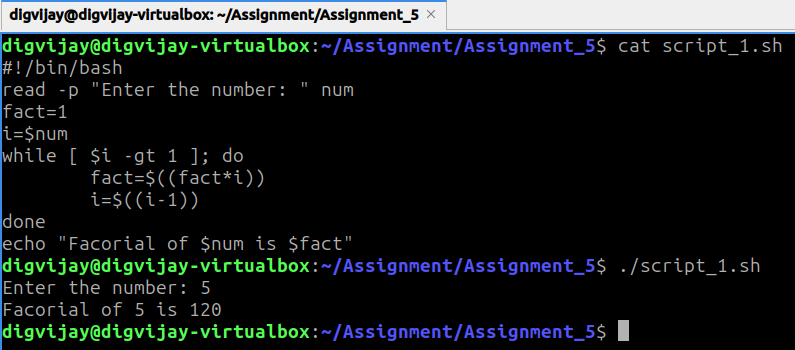 digvijay@digvijay-virtualbox: ~/Assignment/Assignment_5 ×
digvijay@digvijay-virtualbox:~/Assignment/Assignment_5$ cat script_1.sh
#!/bin/bash
read -p "Enter the number: " num
fact=1
i=$num
while [ $i -gt 1 ]; do
        fact=$((fact*i))
        i=$((i-1))
done
echo "Facorial of $num is $fact"
digvijay@digvijay-virtualbox:~/Assignment/Assignment_5$ ./script_1.sh
Enter the number: 5
Facorial of 5 is 120
digvijay@digvijay-virtualbox:~/Assignment/Assignment_5$